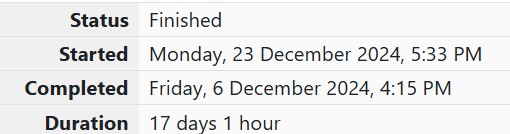 Status Finished
Started Monday, 23 December 2024, 5:33 PM
Completed Friday, 6 December 2024, 4:15 PM
Duration 17 days 1 hour